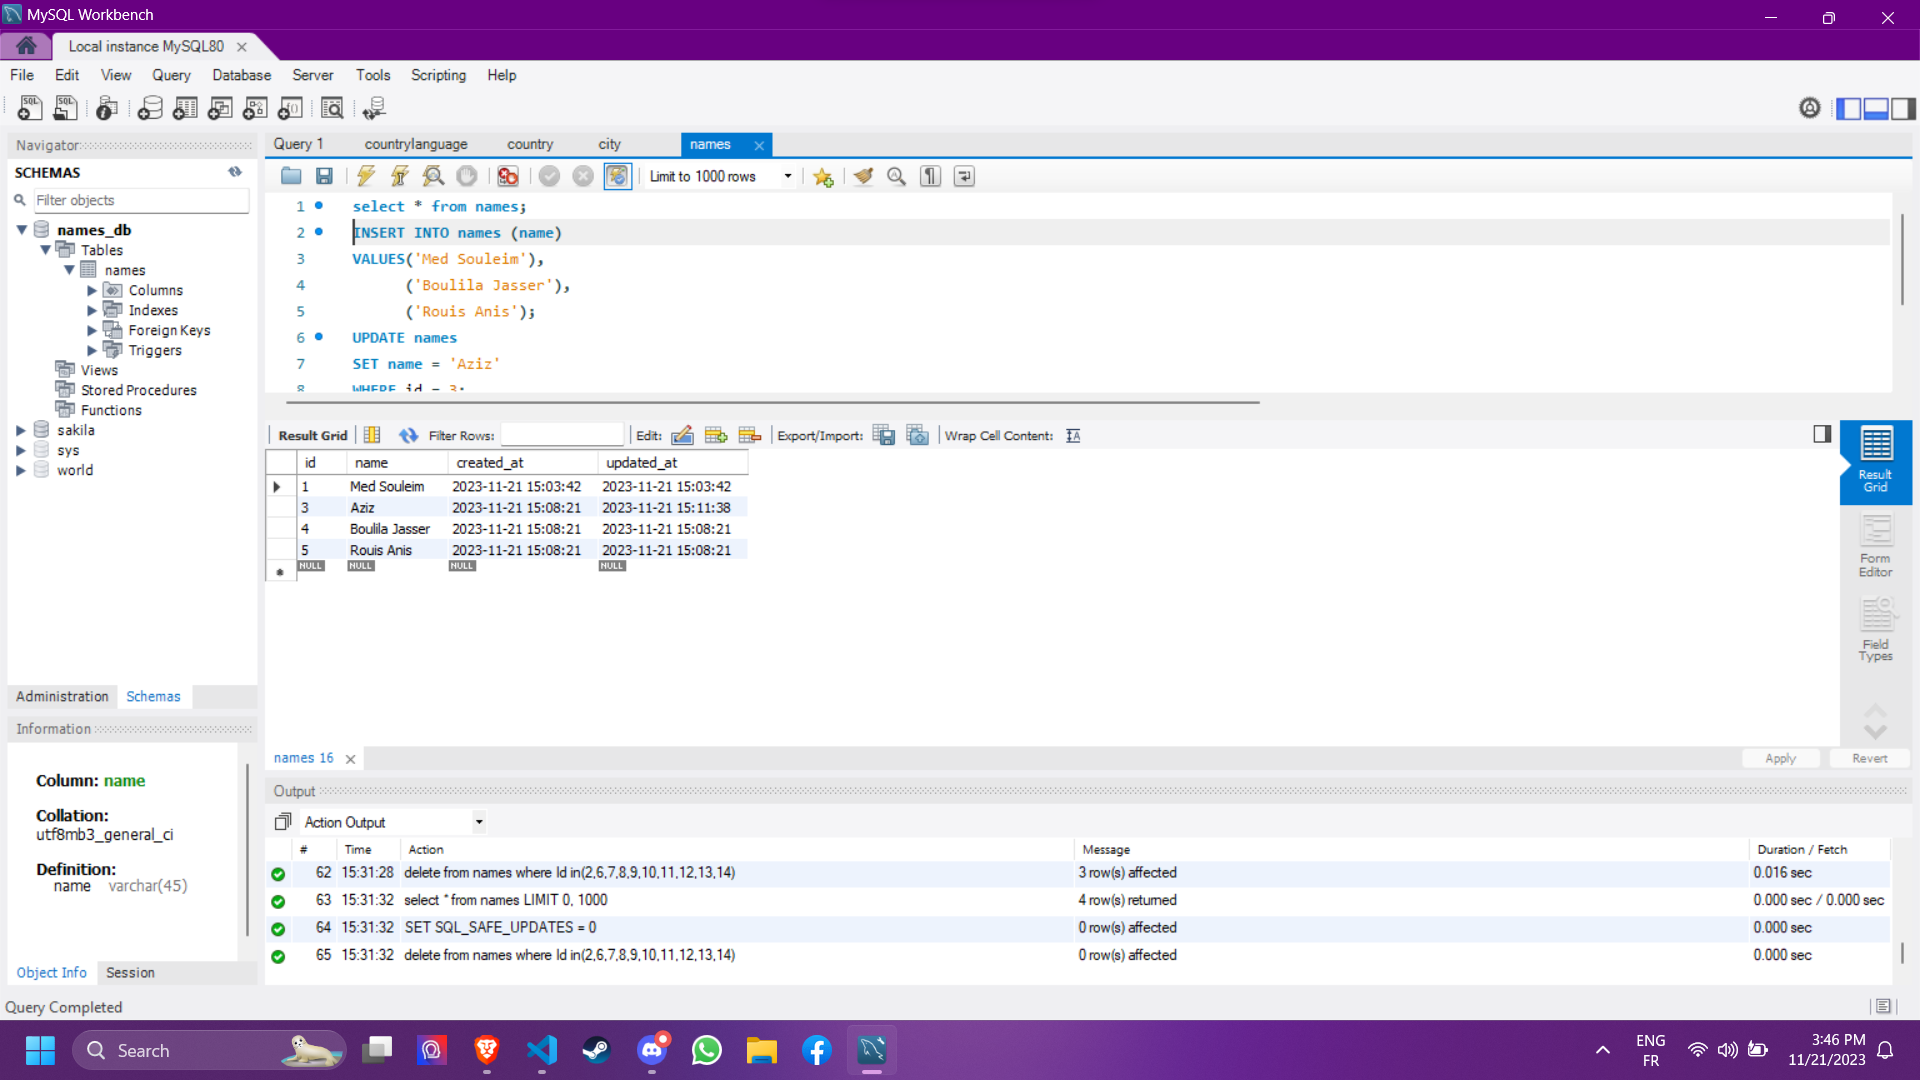 MySQL Workbench
Local instance MySQL80
File Edit View Query Database Server Tools Scripting Help
Navigator
SCHEMAS
Filter objects
names_db
Tables
names
Columns
Indexes
Foreign Keys
Triggers
Views
Stored Procedures
Functions
sakila
sys
world
Administration Schemas
Information
Column: name
Collation:
utf8mb3_general_ci
Definition:
name varchar(45)
Object Info Session
Query 1 countrylanguage country city names
Limit to 1000 rows
1 select * from names;
2 INSERT INTO names (name)
3 VALUES('Med Souleim'),
4 ('Boulila Jasser'),
5 ('Rouis Anis');
6 UPDATE names
7 SET name = 'Aziz'
8 WHERE id = 3;
Result Grid Filter Rows: Edit: Export/Import: Wrap Cell Content:
id name created_at updated_at
1 Med Souleim 2023-11-21 15:03:42 2023-11-21 15:03:42
3 Aziz 2023-11-21 15:08:21 2023-11-21 15:11:38
4 Boulila Jasser 2023-11-21 15:08:21 2023-11-21 15:08:21
5 Rouis Anis 2023-11-21 15:08:21 2023-11-21 15:08:21
NULL NULL NULL NULL
Result
Grid
Form
Editor
Field
Types
names 16
Apply Revert
Output
Action Output
# Time Action Message Duration / Fetch
62 15:31:28 delete from names where Id in(2,6,7,8,9,10,11,12,13,14) 3 row(s) affected 0.016 sec
63 15:31:32 select * from names LIMIT 0, 1000 4 row(s) returned 0.000 sec / 0.000 sec
64 15:31:32 SET SQL_SAFE_UPDATES = 0 0 row(s) affected 0.000 sec
65 15:31:32 delete from names where Id in(2,6,7,8,9,10,11,12,13,14) 0 row(s) affected 0.000 sec
Query Completed
Search
ENG
FR
3:46 PM
11/21/2023